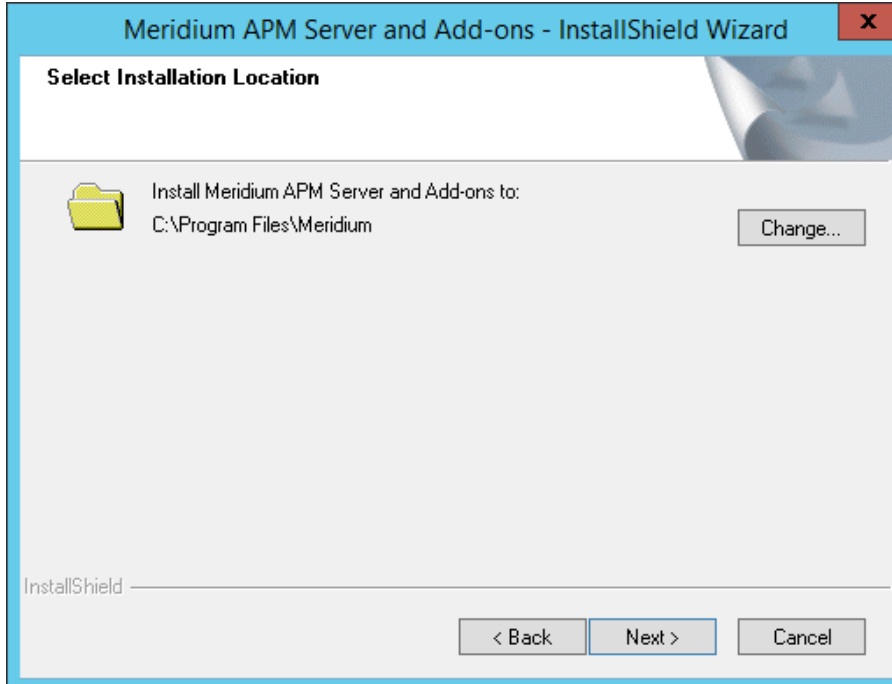 Meridium APM Server and Add-ons - InstallShield Wizard
x
Select Installation Location
Install Meridium APM Server and Add-ons to:
C:\Program Files\Meridium
Change...
InstallShield
< Back
Next >
Cancel